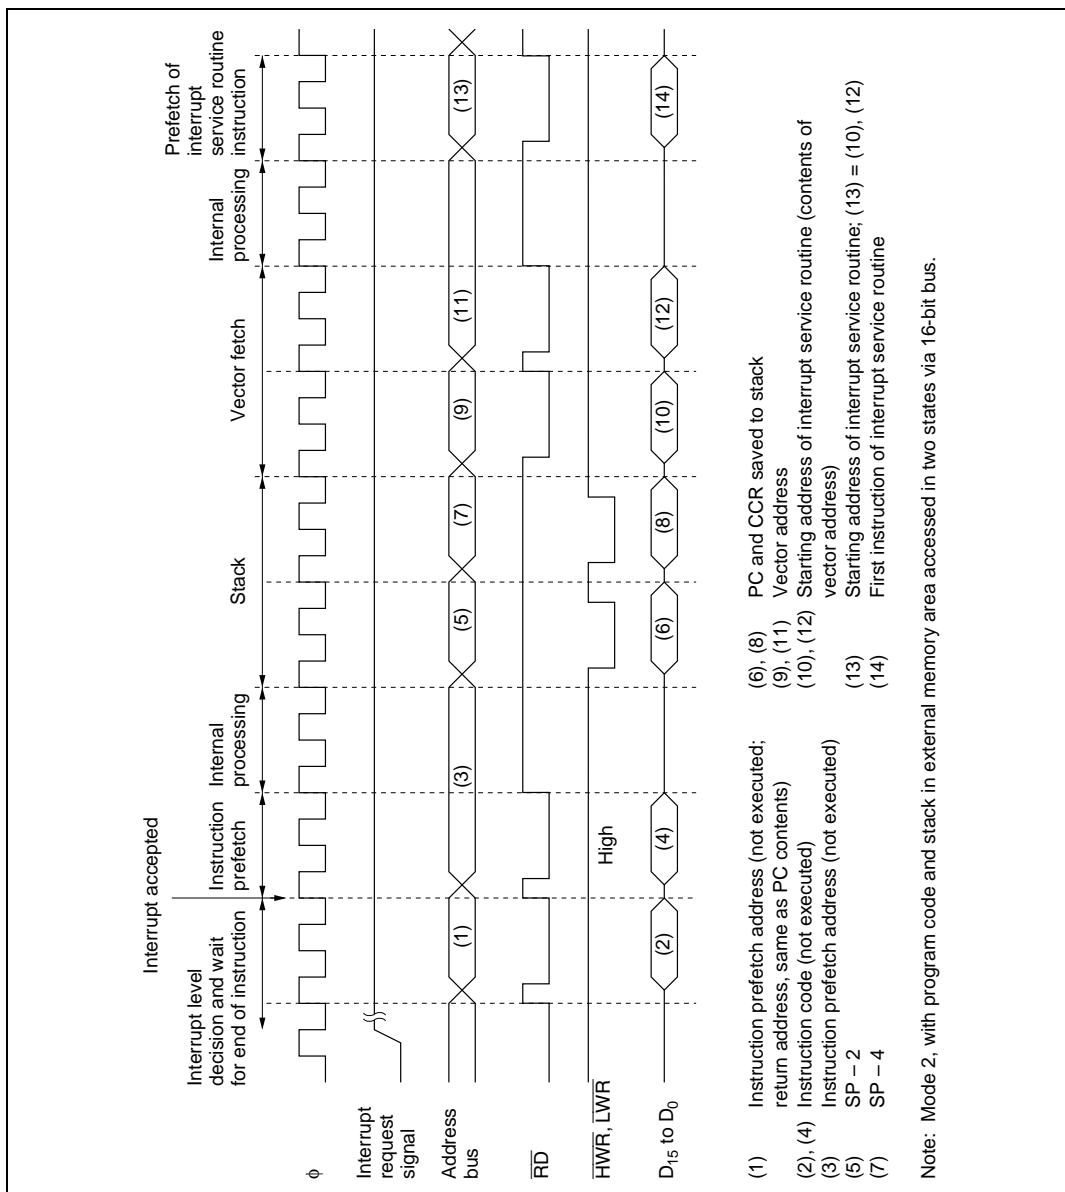 Interrupt accepted
Interrupt level
decision and wait
for end of instruction
Instruction
prefetch
Internal
processing
Stack
Vector fetch
Internal
processing
Prefetch of
interrupt
service routine
instruction
ϕ
Interrupt
request
signal
Address
bus
(1)
(3)
(5)
(7)
(9)
(11)
(13)
RD
HWR, LWR
High
D15 to D0
(2)
(4)
(6)
(8)
(10)
(12)
(14)
(1) Instruction prefetch address (not executed;
return address, same as PC contents)
(2), (4) Instruction code (not executed)
(3) Instruction prefetch address (not executed)
(5) SP – 2
(7) SP – 4
(6), (8) PC and CCR saved to stack
(9), (11) Vector address
(10), (12) Starting address of interrupt service routine (contents of
vector address)
(13) Starting address of interrupt service routine; (13) = (10), (12)
(14) First instruction of interrupt service routine
Note: Mode 2, with program code and stack in external memory area accessed in two states via 16-bit bus.